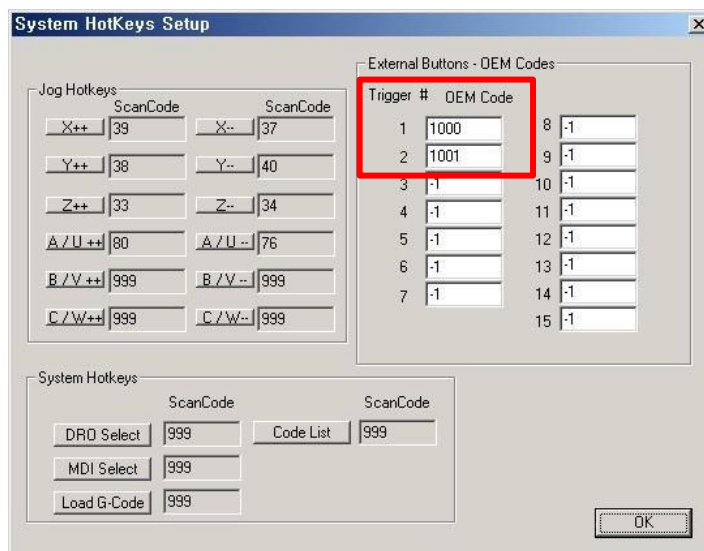 System HotKeys Setup
Jog Hotkeys
ScanCode ScanCode
X++ 39 X-- 37
Y++ 38 Y-- 40
Z++ 33 Z-- 34
A / U ++ 80 A / U -- 76
B / V ++ 999 B / V -- 999
C / W++ 999 C / W-- 999
External Buttons - OEM Codes
Trigger # OEM Code
1 1000 8 -1
2 1001 9 -1
3 -1 10 -1
4 -1 11 -1
5 -1 12 -1
6 -1 13 -1
7 -1 14 -1
15 -1
System Hotkeys
ScanCode ScanCode
DRO Select 999 Code List 999
MDI Select 999
Load G-Code 999
OK